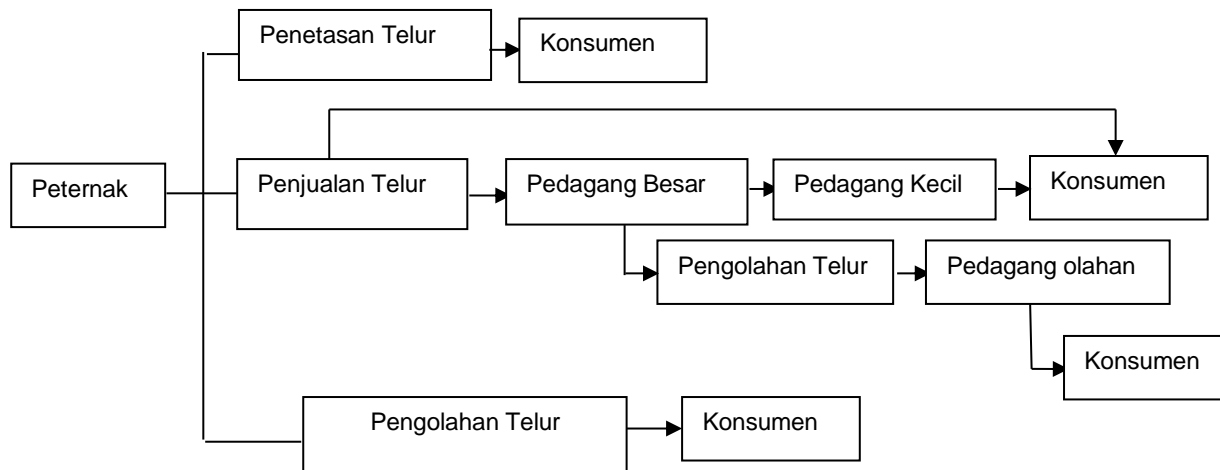 Penetasan Telur
Konsumen
Peternak
Penjualan Telur
Pedagang Besar
Pedagang Kecil
Konsumen
Pengolahan Telur
Pedagang olahan
Konsumen
Pengolahan Telur
Konsumen